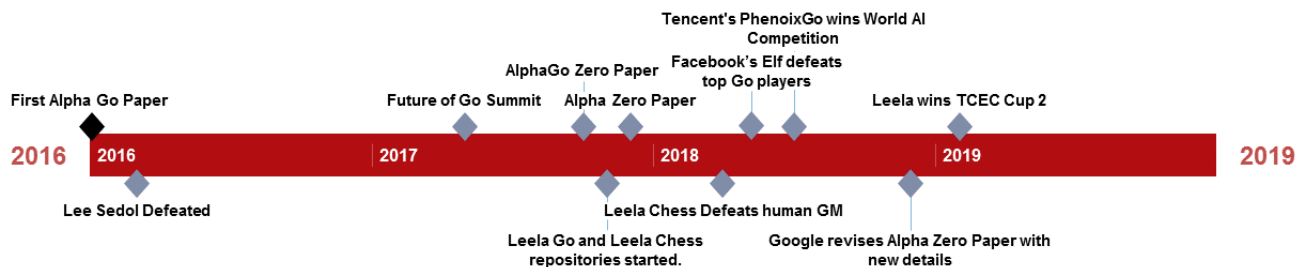 Tencent's PhenoixGo wins World AI
Competition
AlphaGo Zero Paper
Facebook's Elf defeats
top Go players
First Alpha Go Paper
Future of Go Summit
Alpha Zero Paper
Leela wins TCEC Cup 2
2016
2016
2017
2018
2019
2019
Lee Sedol Defeated
Leela Chess Defeats human GM
Leela Go and Leela Chess
repositories started.
Google revises Alpha Zero Paper with
new details